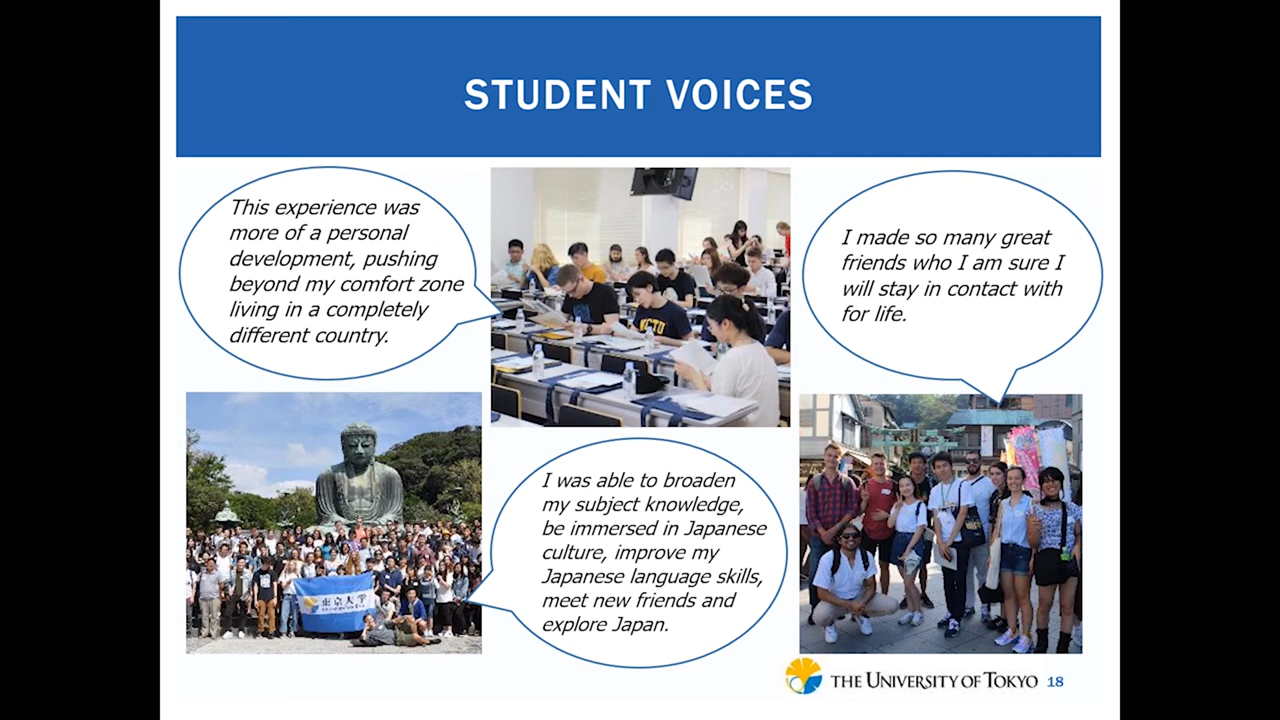 STUDENT VOICES
This experience was
more of a personal
development, pushing
beyond my comfort zone
living in a completely
different country.
I made so many great
friends who I am sure I
will stay in contact with
for life.
I was able to broaden
my subject knowledge,
be immersed in Japanese
culture, improve my
Japanese language skills,
meet new friends and
explore Japan.
東京大学
THE UNIVERSITY OF TOKYO 18